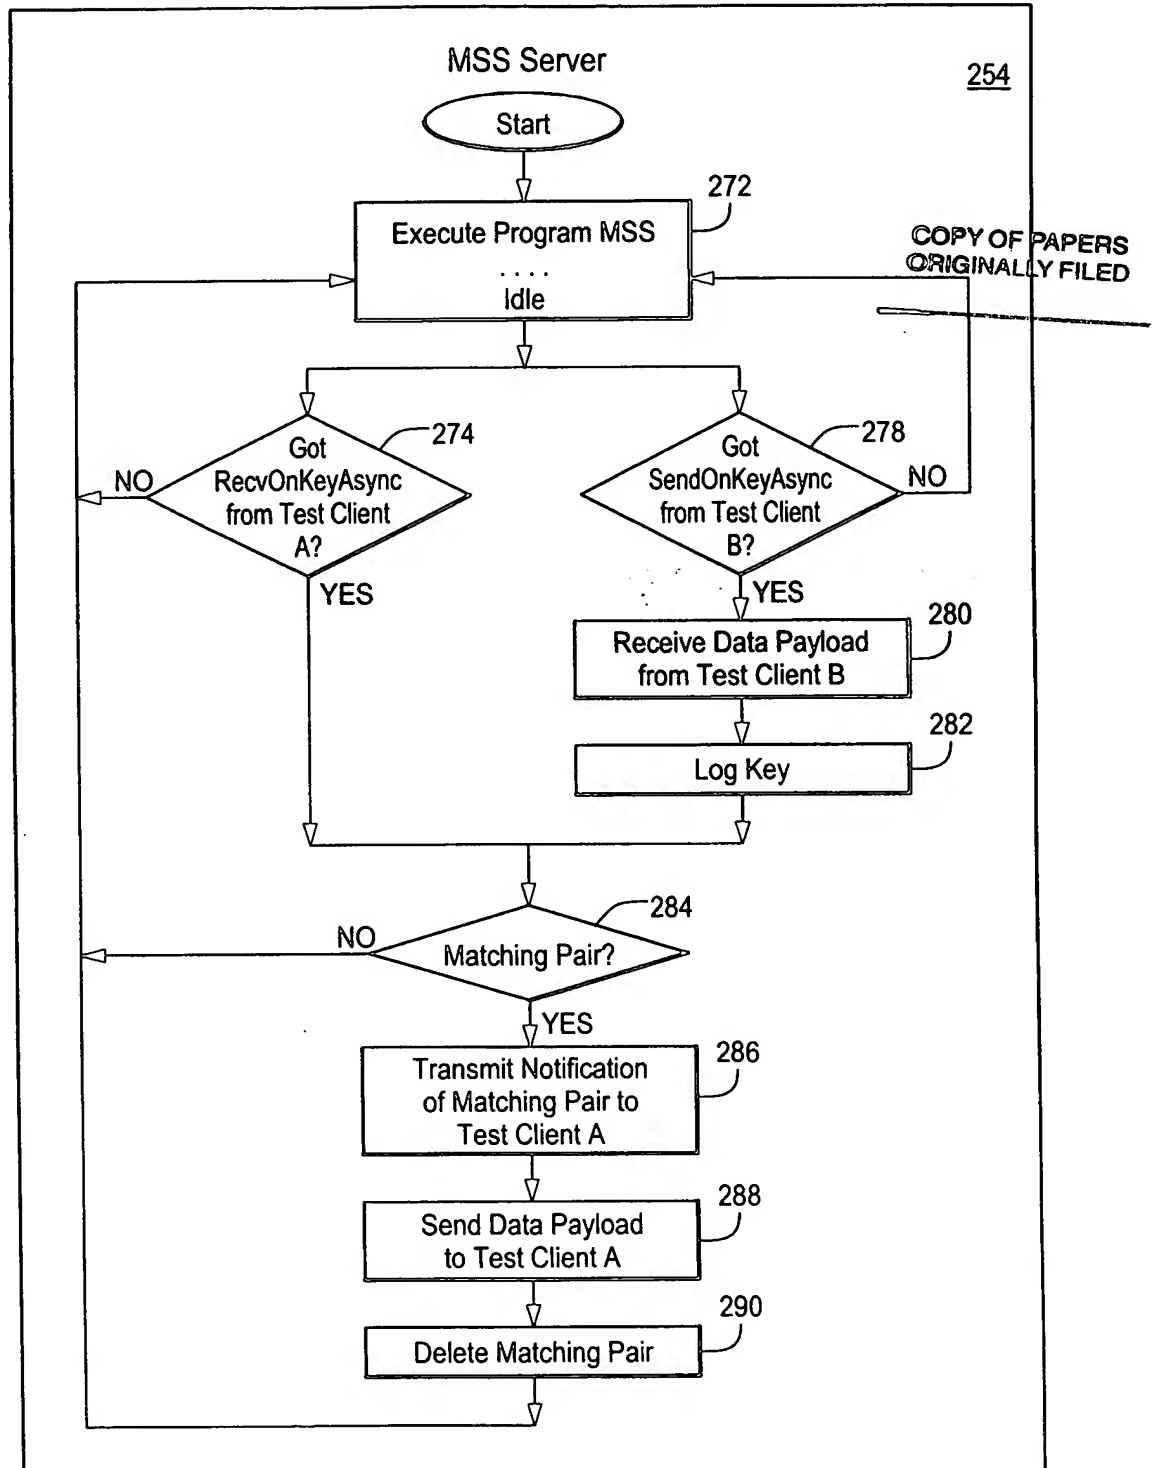 MSS Server
254
Start
272
Execute Program MSS
. . . .
Idle
COPY OF PAPERS
ORIGINALLY FILED
274
Got
RecvOnKeyAsync
from Test Client
A?
NO
YES
278
Got
SendOnKeyAsync
from Test Client
B?
NO
YES
280
Receive Data Payload
from Test Client B
282
Log Key
284
Matching Pair?
NO
YES
286
Transmit Notification
of Matching Pair to
Test Client A
288
Send Data Payload
to Test Client A
290
Delete Matching Pair